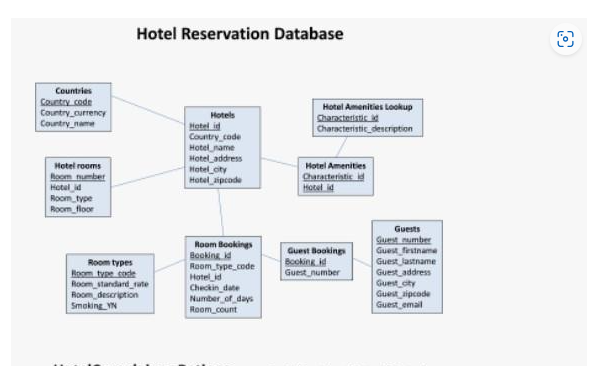 Hotel Reservation Database
Countries
Country_code
Country_currency
Country_name
Hotels
Hotel_id
Country_code
Hotel_name
Hotel_address
Hotel_city
Hotel_zipcode
Hotel Amenities Lookup
Characteristic_id
Characteristic_description
Hotel rooms
Room_number
Hotel_id
Room_type
Room_floor
Hotel Amenities
Characteristic_id
Hotel_id
Room types
Room_type_code
Room_standard_rate
Room_description
Smoking_YN
Room Bookings
Booking_id
Room_type_code
Hotel_id
Checkin_date
Number_of_days
Room_count
Guest Bookings
Booking_id
Guest_number
Guests
Guest_number
Guest_firstname
Guest_lastname
Guest_address
Guest_city
Guest_zipcode
Guest_email